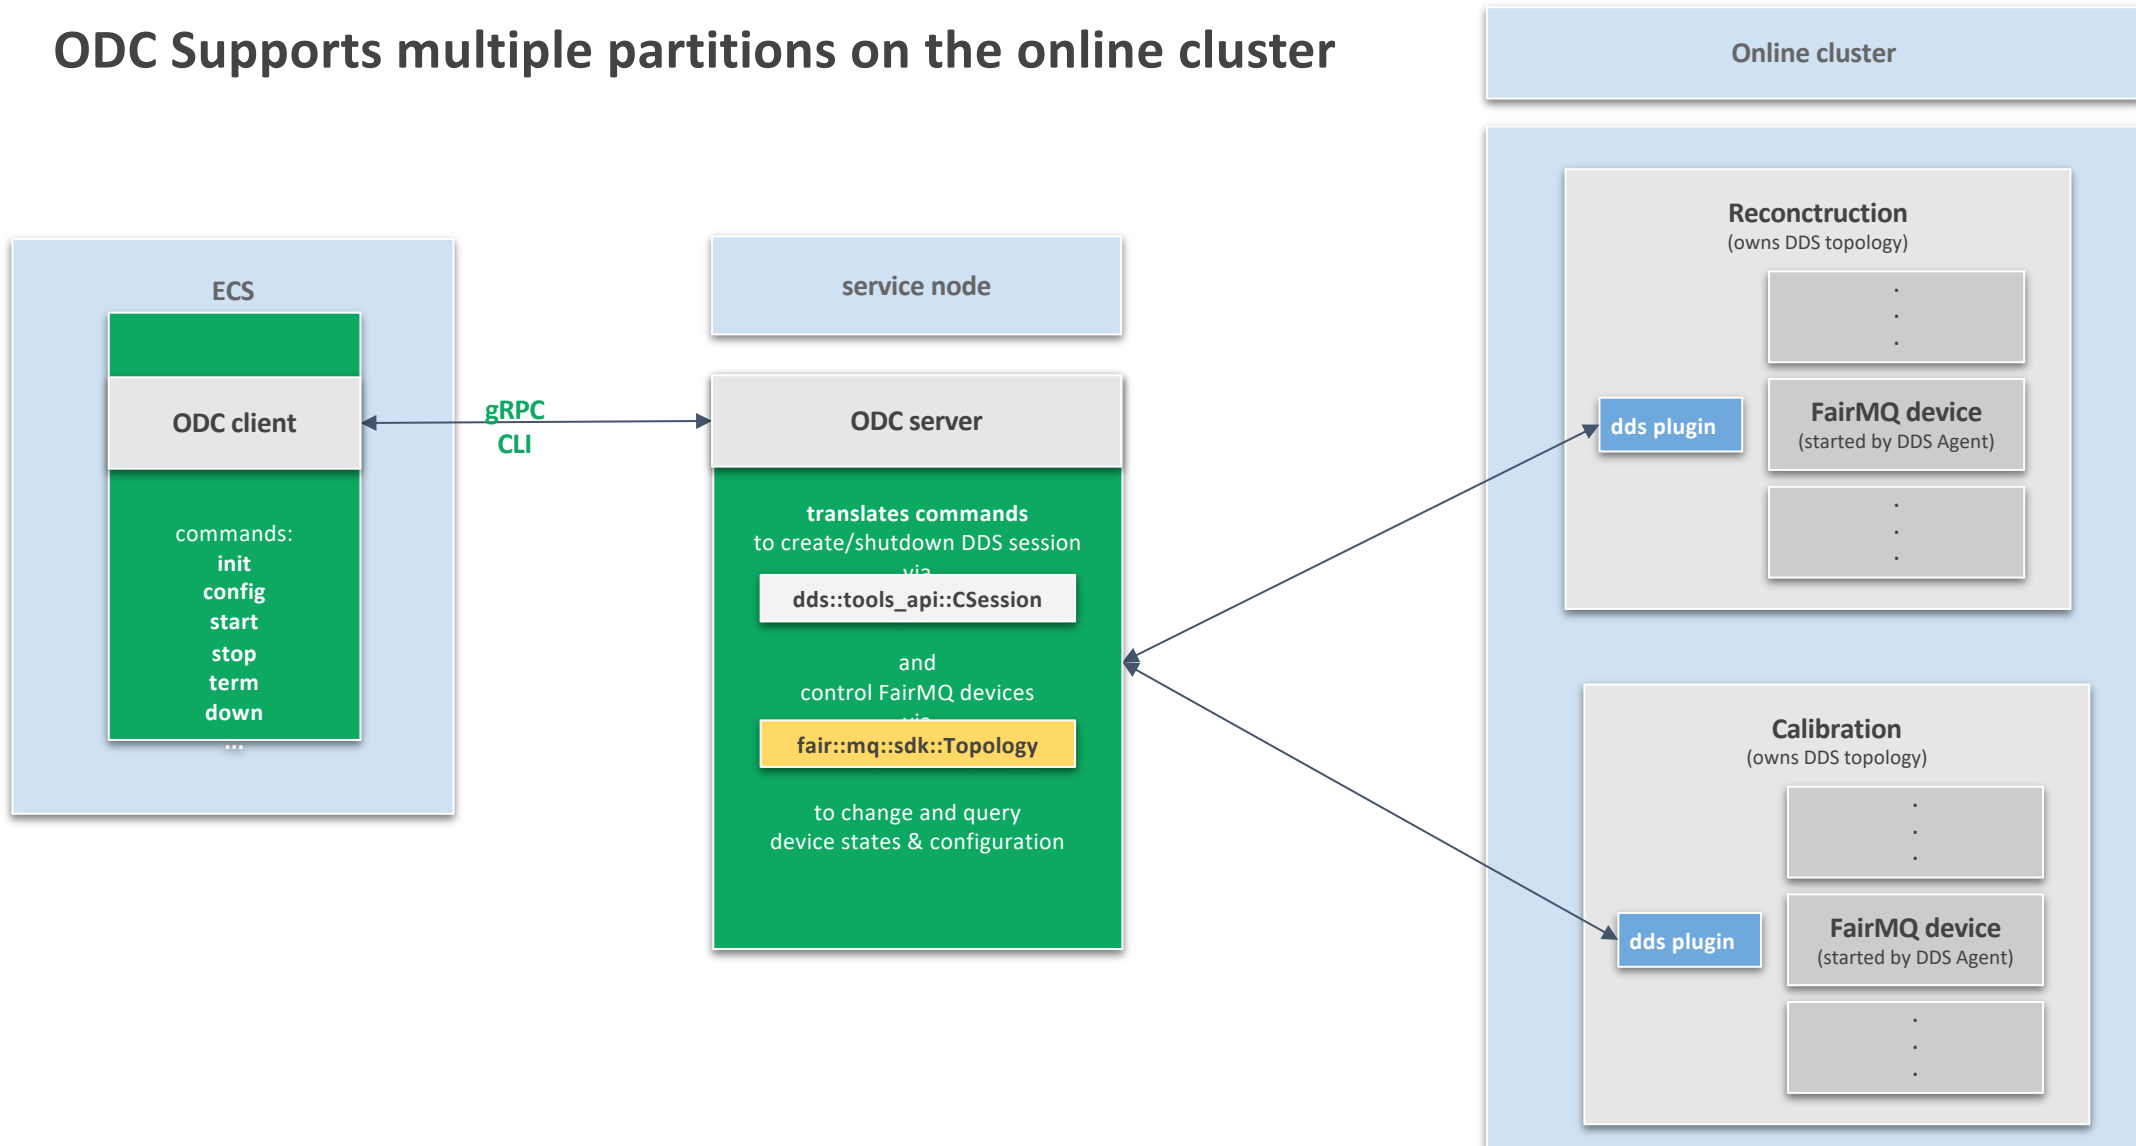 ODC Supports multiple partitions on the online cluster
Online cluster
ECS
ODC client
commands:
init
config
start
stop
term
down
...
gRPC
CLI
service node
ODC server
translates commands
to create/shutdown DDS session
via
dds::tools_api::CSession
and
control FairMQ devices
via
fair::mq::sdk::Topology
to change and query
device states & configuration
Reconctruction
(owns DDS topology)
.
.
.
dds plugin
FairMQ device
(started by DDS Agent)
.
.
.
Calibration
(owns DDS topology)
.
.
.
dds plugin
FairMQ device
(started by DDS Agent)
.
.
.